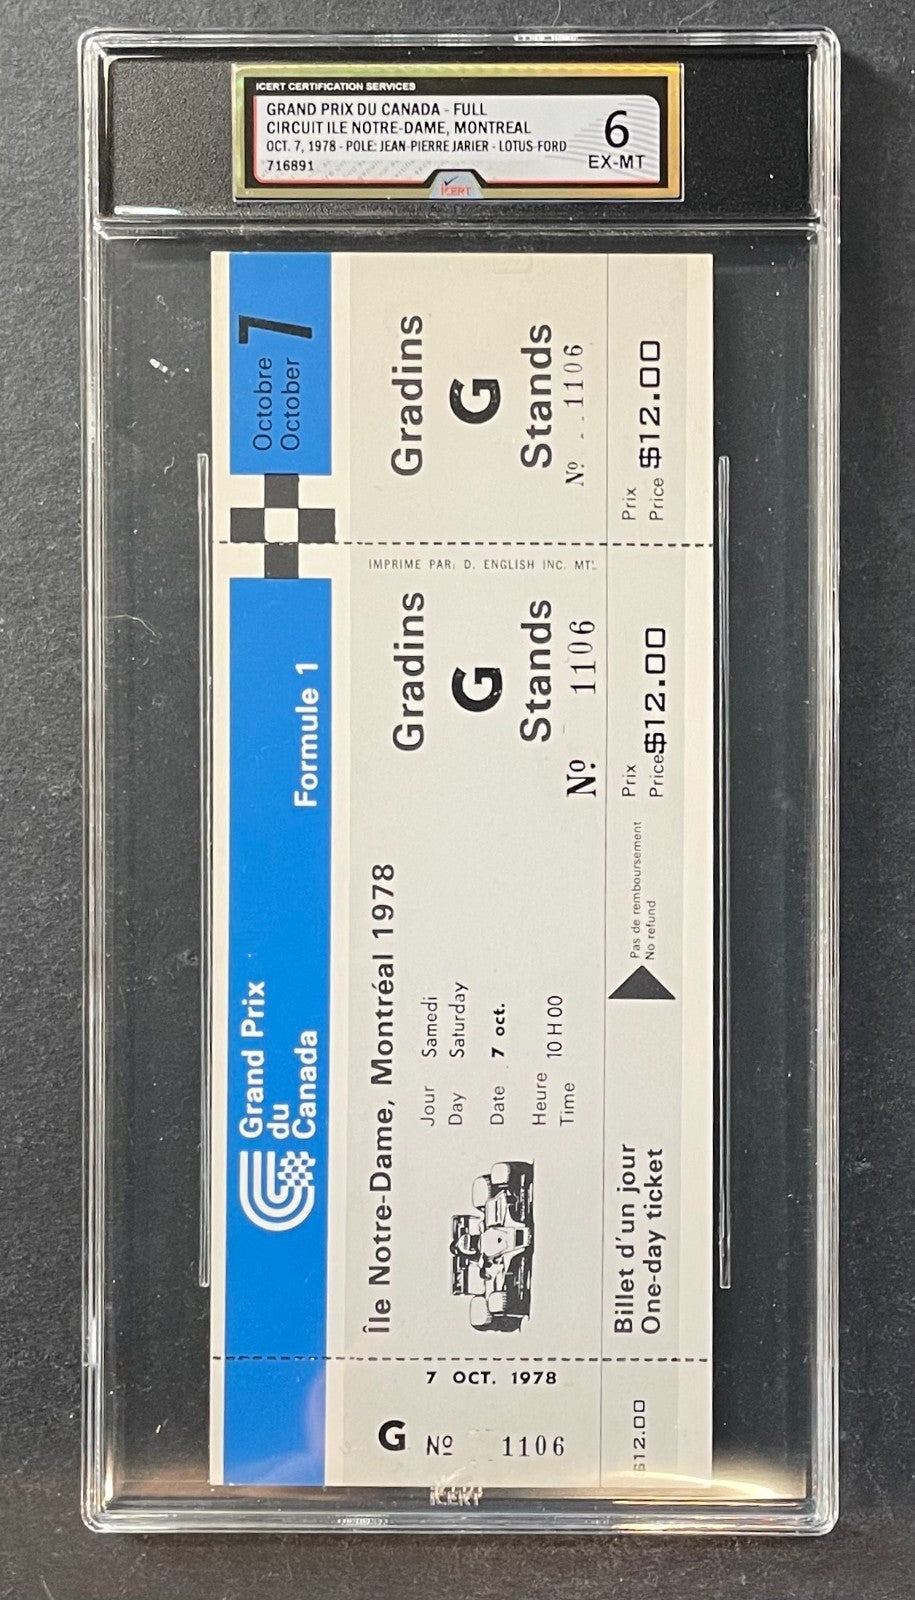 ICERT CERTIFICATION SERVICES
GRAND PRIX DU CANADA - FULL
CIRCUIT ILE NOTRE-DAME, MONTREAL
OCT. 7, 1978 - POLE: JEAN-PIERRE JARIER - LOTUS-FORD
716891
6
EX-MT
ICERT
Octobre
October
7
Gradins
G
Stands
Nº 1106
Prix
Price $12.00
IMPRIME PAR: D. ENGLISH INC. MTL
Grand Prix
du
Canada
Formule 1
Île Notre-Dame, Montréal 1978
Jour Samedi
Day Saturday
Date 7 oct.
Heure 10 H 00
Time
Gradins
G
Stands
Nº 1106
Billet d'un jour
One-day ticket
Pas de remboursement
No refund
Prix
Price $12.00
7 OCT. 1978
G Nº 1106
$12.00
ICERT